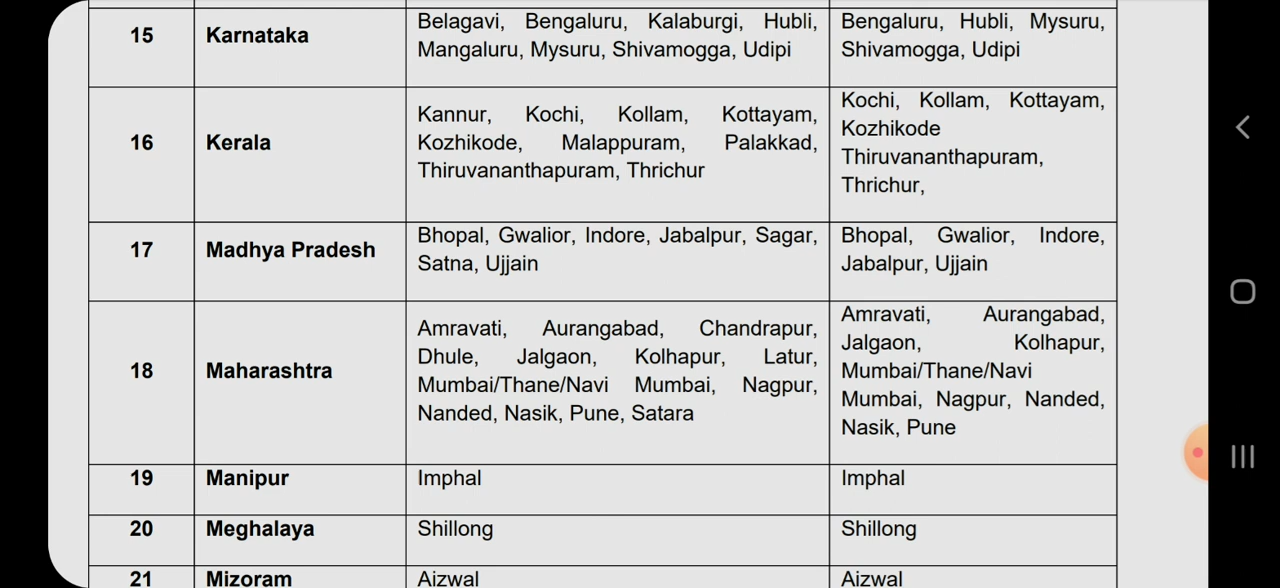 15 Karnataka Belagavi, Bengaluru, Kalaburgi, Hubli, Bengaluru, Hubli, Mysuru,
Mangaluru, Mysuru, Shivamogga, Udipi Shivamogga, Udipi
16 Kerala
Kannur, Kochi, Kollam, Kottayam,
Kozhikode, Malappuram, Palakkad,
Thiruvananthapuram, Thrichur
Kochi, Kollam, Kottayam,
Kozhikode
Thiruvananthapuram,
Thrichur,
17 Madhya Pradesh
Bhopal, Gwalior, Indore, Jabalpur, Sagar,
Satna, Ujjain
Bhopal, Gwalior, Indore,
Jabalpur, Ujjain
18 Maharashtra
Amravati, Aurangabad, Chandrapur,
Dhule, Jalgaon, Kolhapur, Latur,
Mumbai/Thane/Navi Mumbai, Nagpur,
Nanded, Nasik, Pune, Satara
Amravati, Aurangabad,
Jalgaon, Kolhapur,
Mumbai/Thane/Navi
Mumbai, Nagpur, Nanded,
Nasik, Pune
19 Manipur Imphal Imphal
20 Meghalaya Shillong Shillong
21 Mizoram Aizwal Aizwal